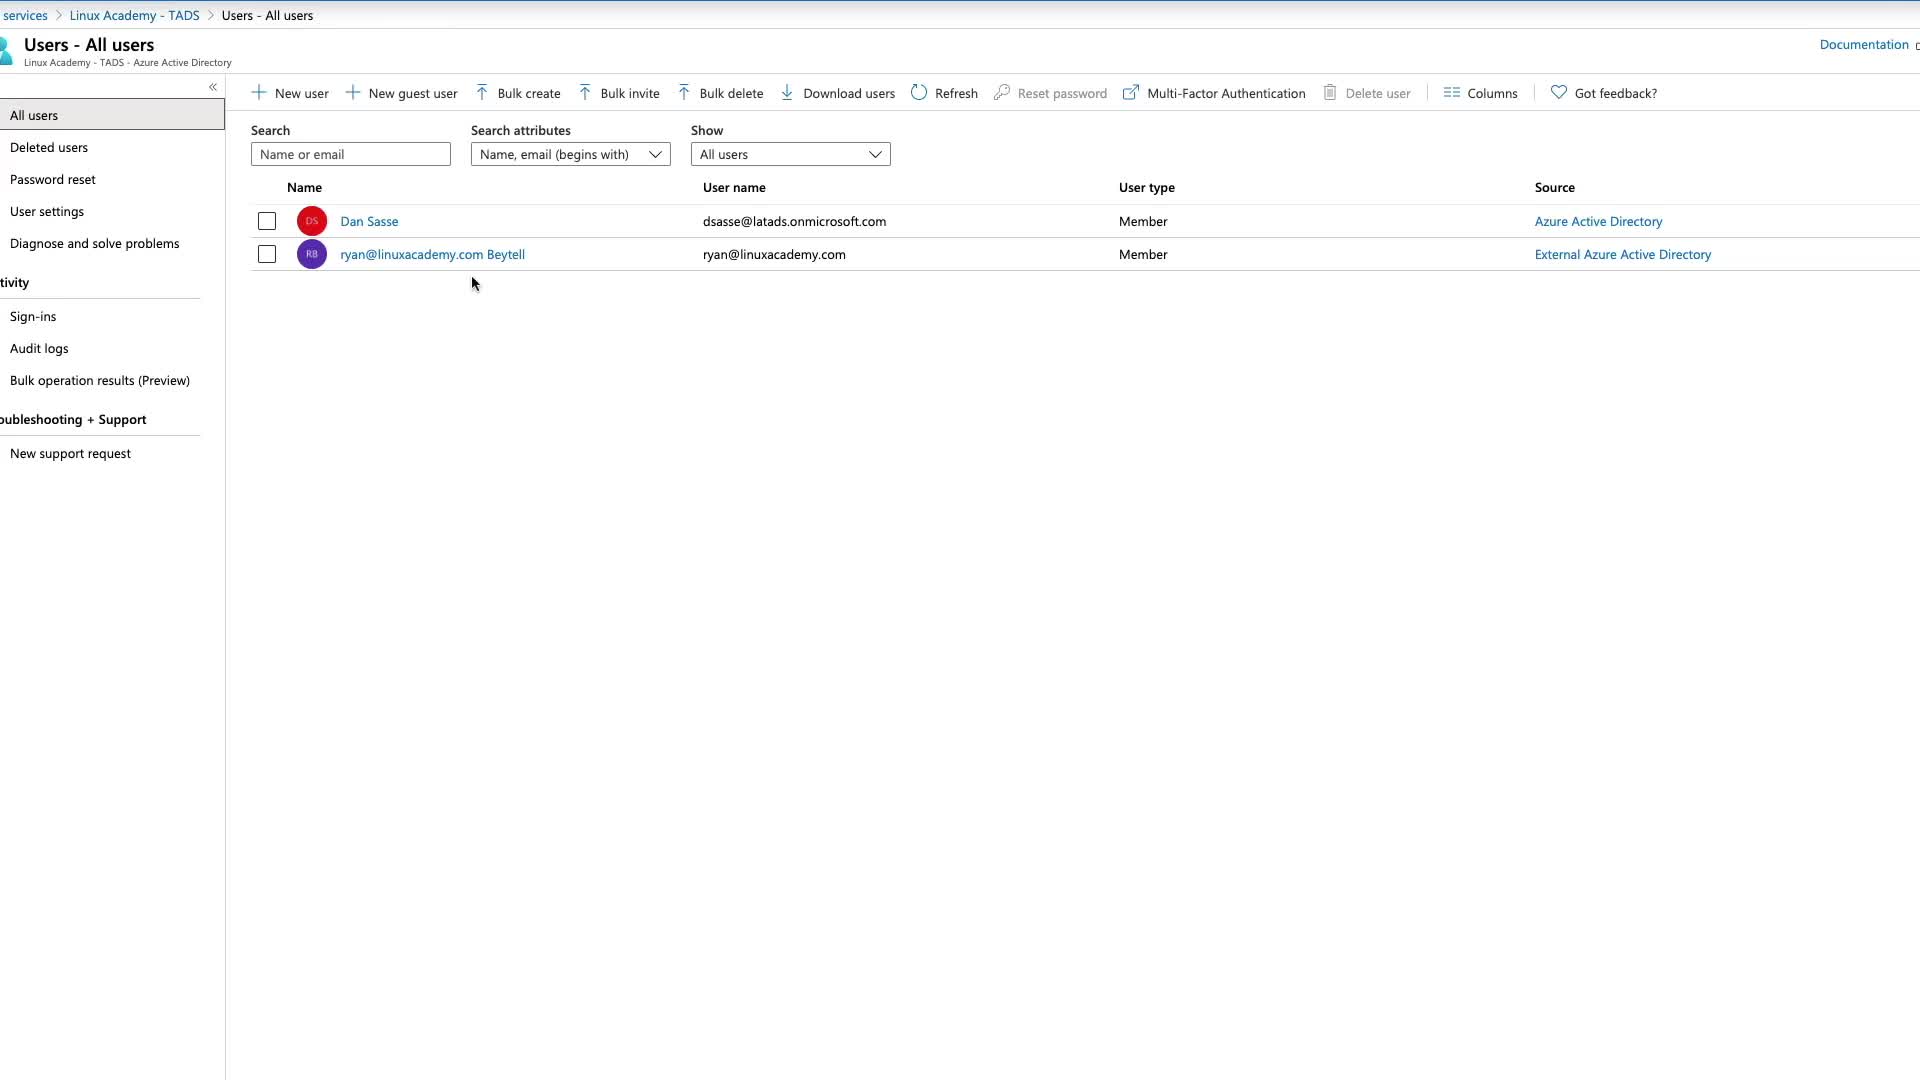 services > Linux Academy - TADS > Users - All users
Users - All users
Linux Academy - TADS - Azure Active Directory
Documentation
«
All users
Deleted users
Password reset
User settings
Diagnose and solve problems
tivity
Sign-ins
Audit logs
Bulk operation results (Preview)
oubleshooting + Support
New support request
New user New guest user Bulk create Bulk invite Bulk delete Download users Refresh Reset password Multi-Factor Authentication Delete user Columns Got feedback?
Search Search attributes Show
Name or email Name, email (begins with) All users
Name User name User type Source
DS Dan Sasse dsasse@latads.onmicrosoft.com Member Azure Active Directory
RB ryan@linuxacademy.com Beytell ryan@linuxacademy.com Member External Azure Active Directory